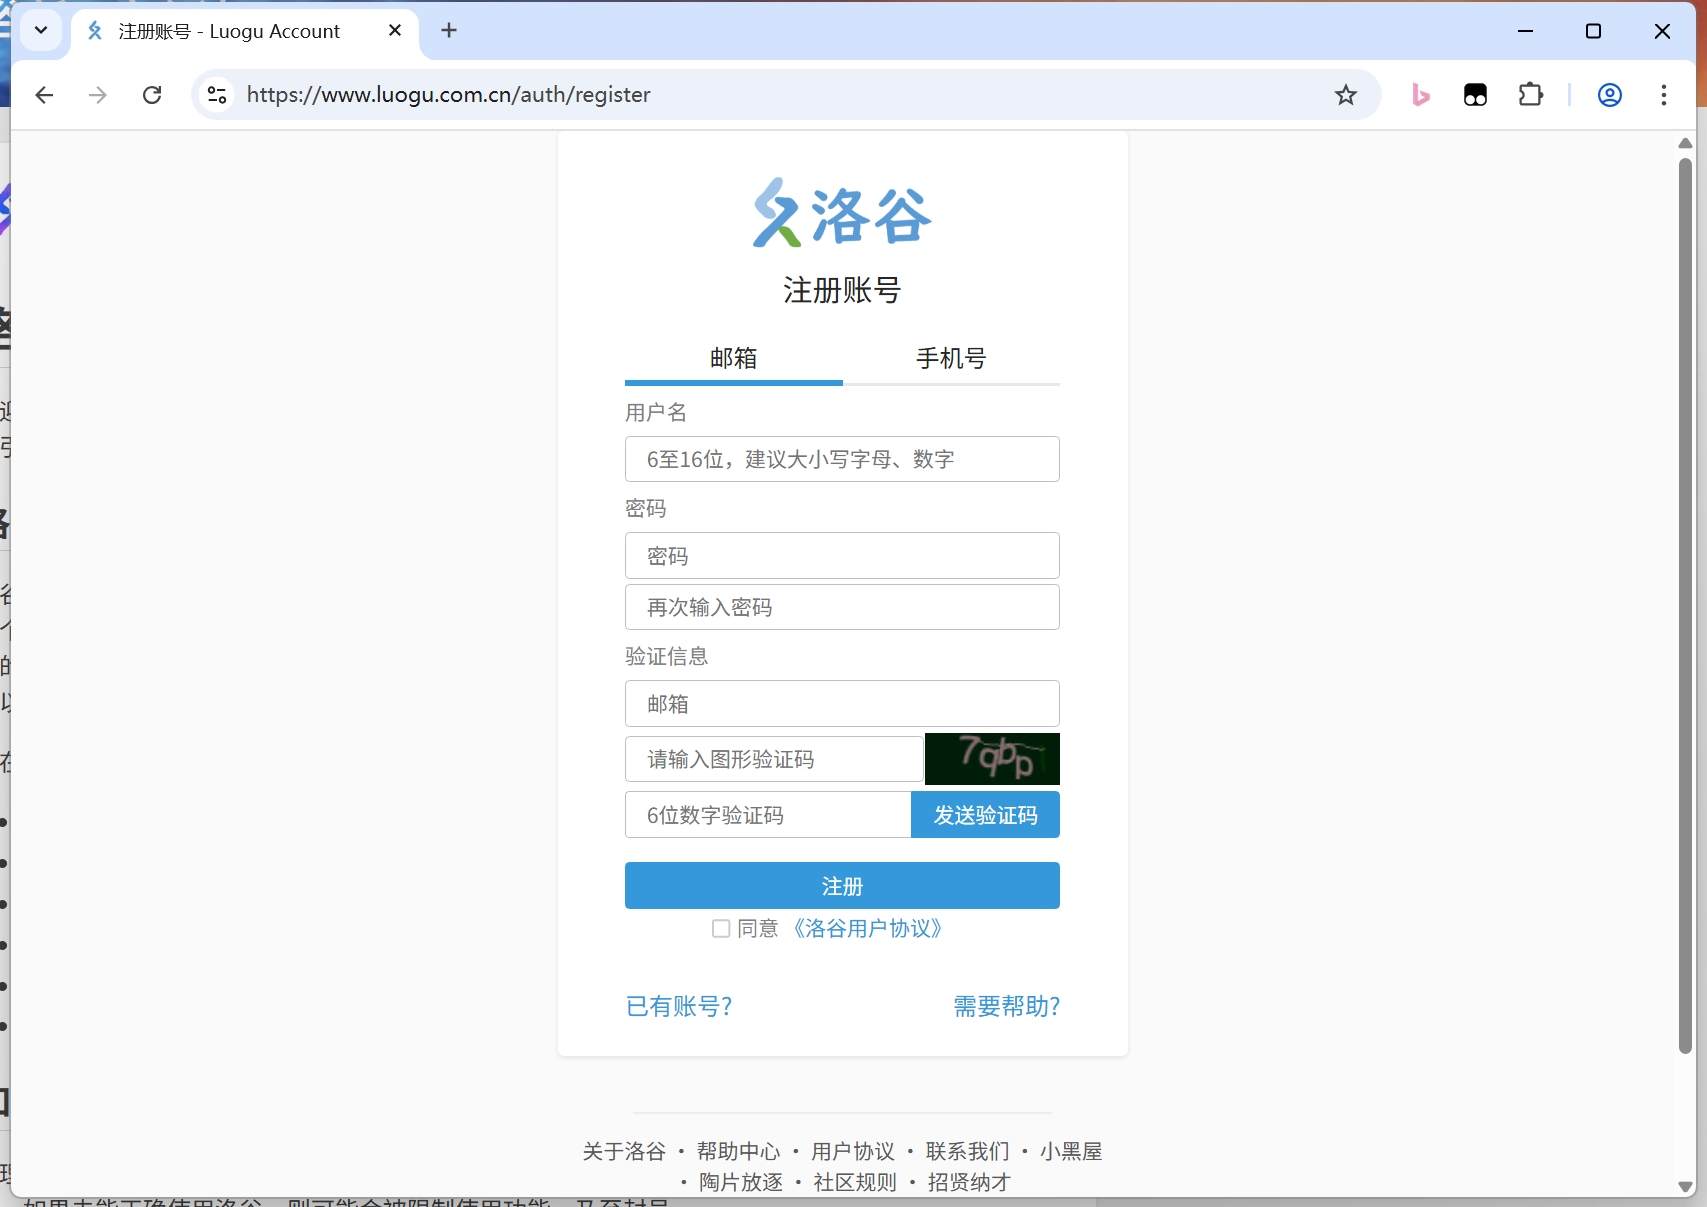 注册账号 - Luogu Account
https://www.luogu.com.cn/auth/register
洛谷
注册账号
邮箱 手机号
用户名
6至16位，建议大小写字母、数字
密码
密码
再次输入密码
验证信息
邮箱
请输入图形验证码 7qbp
6位数字验证码 发送验证码
注册
同意 《洛谷用户协议》
已有账号? 需要帮助?
关于洛谷 • 帮助中心 • 用户协议 • 联系我们 • 小黑屋
• 陶片放逐 • 社区规则 • 招贤纳才